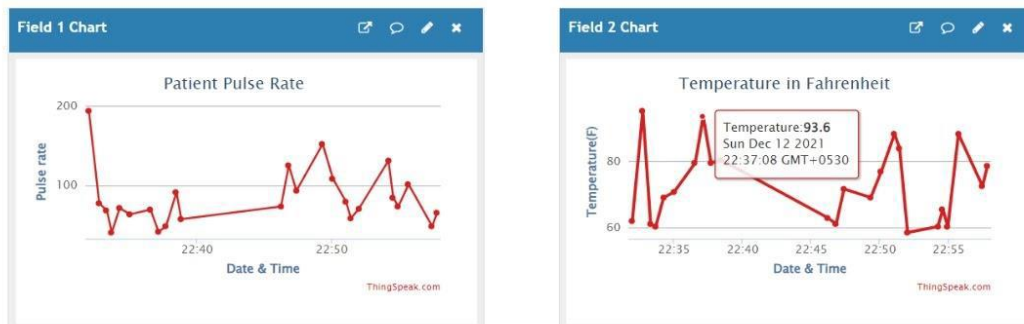 Field 1 Chart
Patient Pulse Rate
200
100
Pulse rate
22:40
22:50
Date & Time
ThingSpeak.com
Field 2 Chart
Temperature in Fahrenheit
Temperature:93.6
Sun Dec 12 2021
22:37:08 GMT+0530
80
60
Temperature(F)
22:35
22:40
22:45
22:50
22:55
Date & Time
ThingSpeak.com